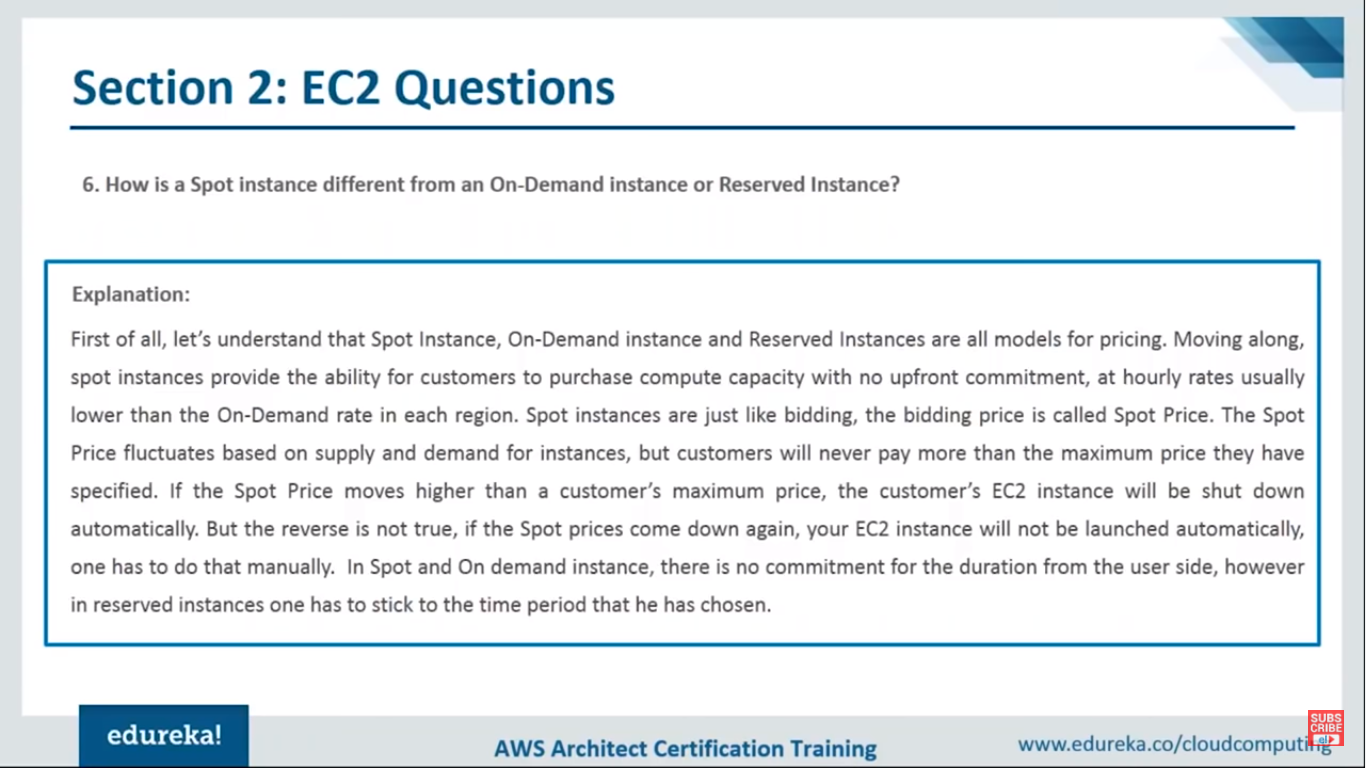 Section 2: EC2 Questions
6. How is a Spot instance different from an On-Demand instance or Reserved Instance?
Explanation:
First of all, let's understand that Spot Instance, On-Demand instance and Reserved Instances are all models for pricing. Moving along,
spot instances provide the ability for customers to purchase compute capacity with no upfront commitment, at hourly rates usually
lower than the On-Demand rate in each region. Spot instances are just like bidding, the bidding price is called Spot Price. The Spot
Price fluctuates based on supply and demand for instances, but customers will never pay more than the maximum price they have
specified. If the Spot Price moves higher than a customer's maximum price, the customer's EC2 instance will be shut down
automatically. But the reverse is not true, if the Spot prices come down again, your EC2 instance will not be launched automatically,
one has to do that manually.  In Spot and On demand instance, there is no commitment for the duration from the user side, however
in reserved instances one has to stick to the time period that he has chosen.
edureka!
AWS Architect Certification Training
www.edureka.co/cloudcomputing
SUBS
CRIBE